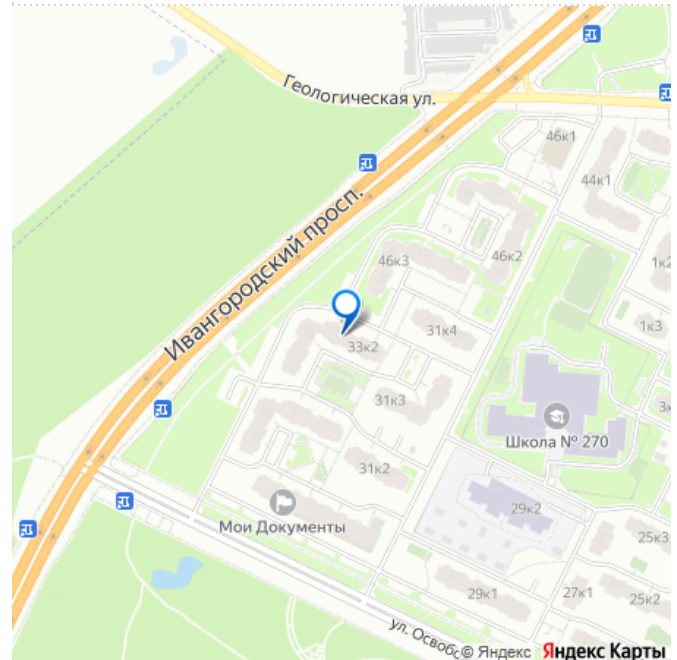 Геологическая ул.
46к1
44к1
Ивангородский просп.
46к3
46к2
1к2
33к2
31к4
1к3
31к3
Школа № 270
31к2
29к2
Мои Документы
25к3
29к1
27к1
25к2
ул. Освобо
© Яндекс Яндекс Карты